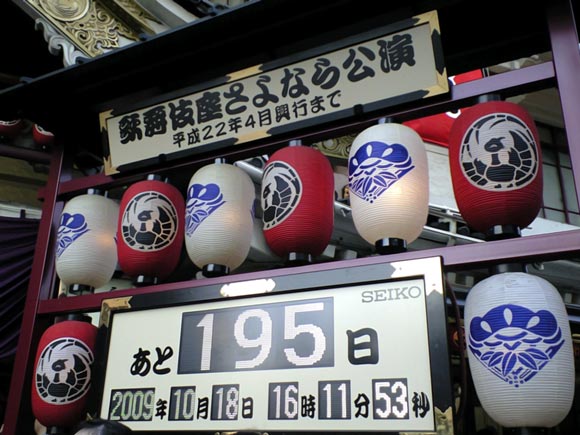 歌舞伎座さよなら公演
平成22年4月興行まで
SEIKO
あと195日
2009年10月18日 16時11分53秒